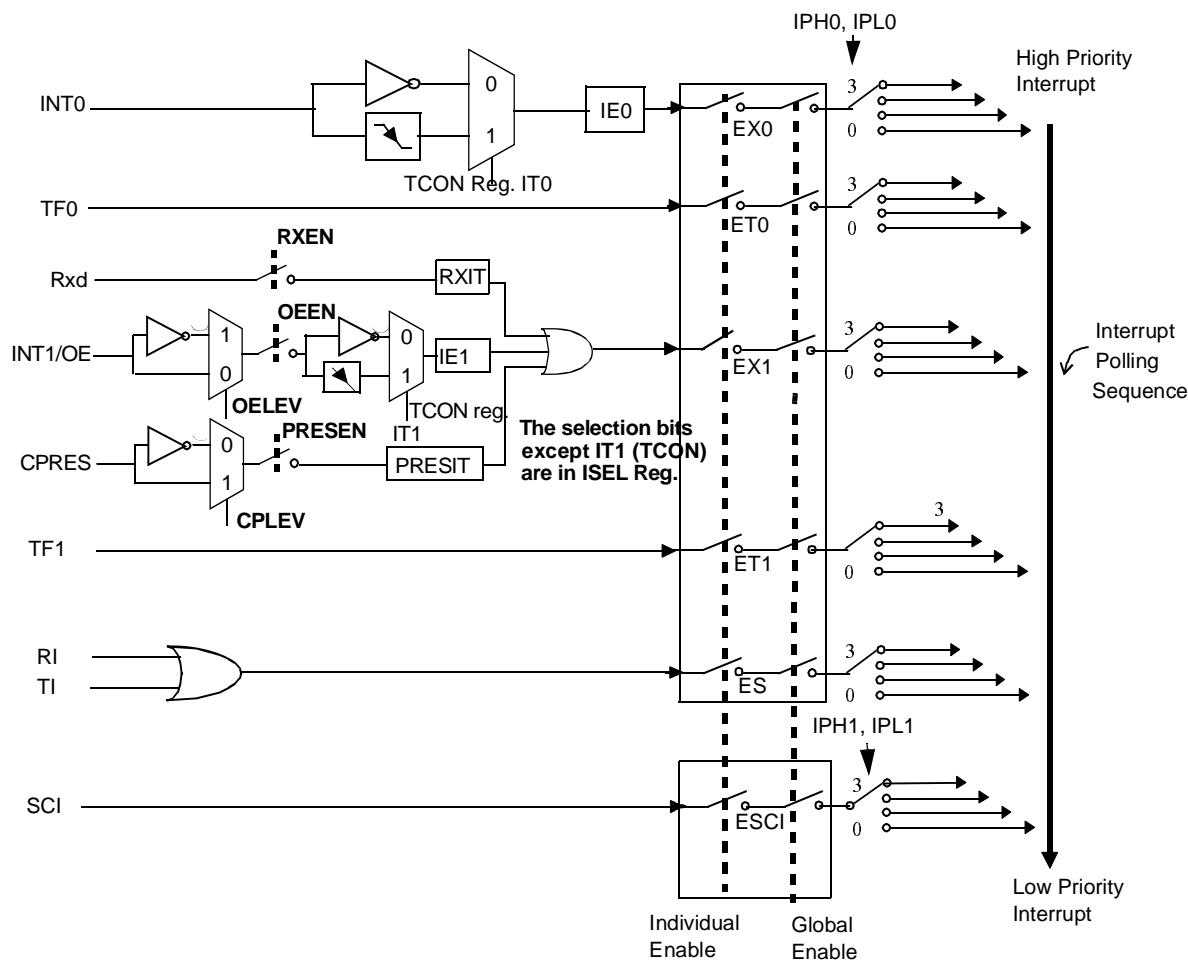 IPH0, IPL0
High Priority
Interrupt
INT0
0
1
IE0
EX0
3
0
TCON Reg. IT0
TF0
ET0
3
0
RXEN
Rxd
RXIT
OEEN
INT1/OE
1
0
0
1
IE1
EX1
3
0
Interrupt
Polling
Sequence
OELEV
TCON reg.
IT1
PRESEN
The selection bits
except IT1 (TCON)
are in ISEL Reg.
CPRES
0
1
PRESIT
CPLEV
TF1
ET1
3
0
RI
TI
ES
3
0
IPH1, IPL1
SCI
ESCI
3
0
Low Priority
Interrupt
Individual
Enable
Global
Enable